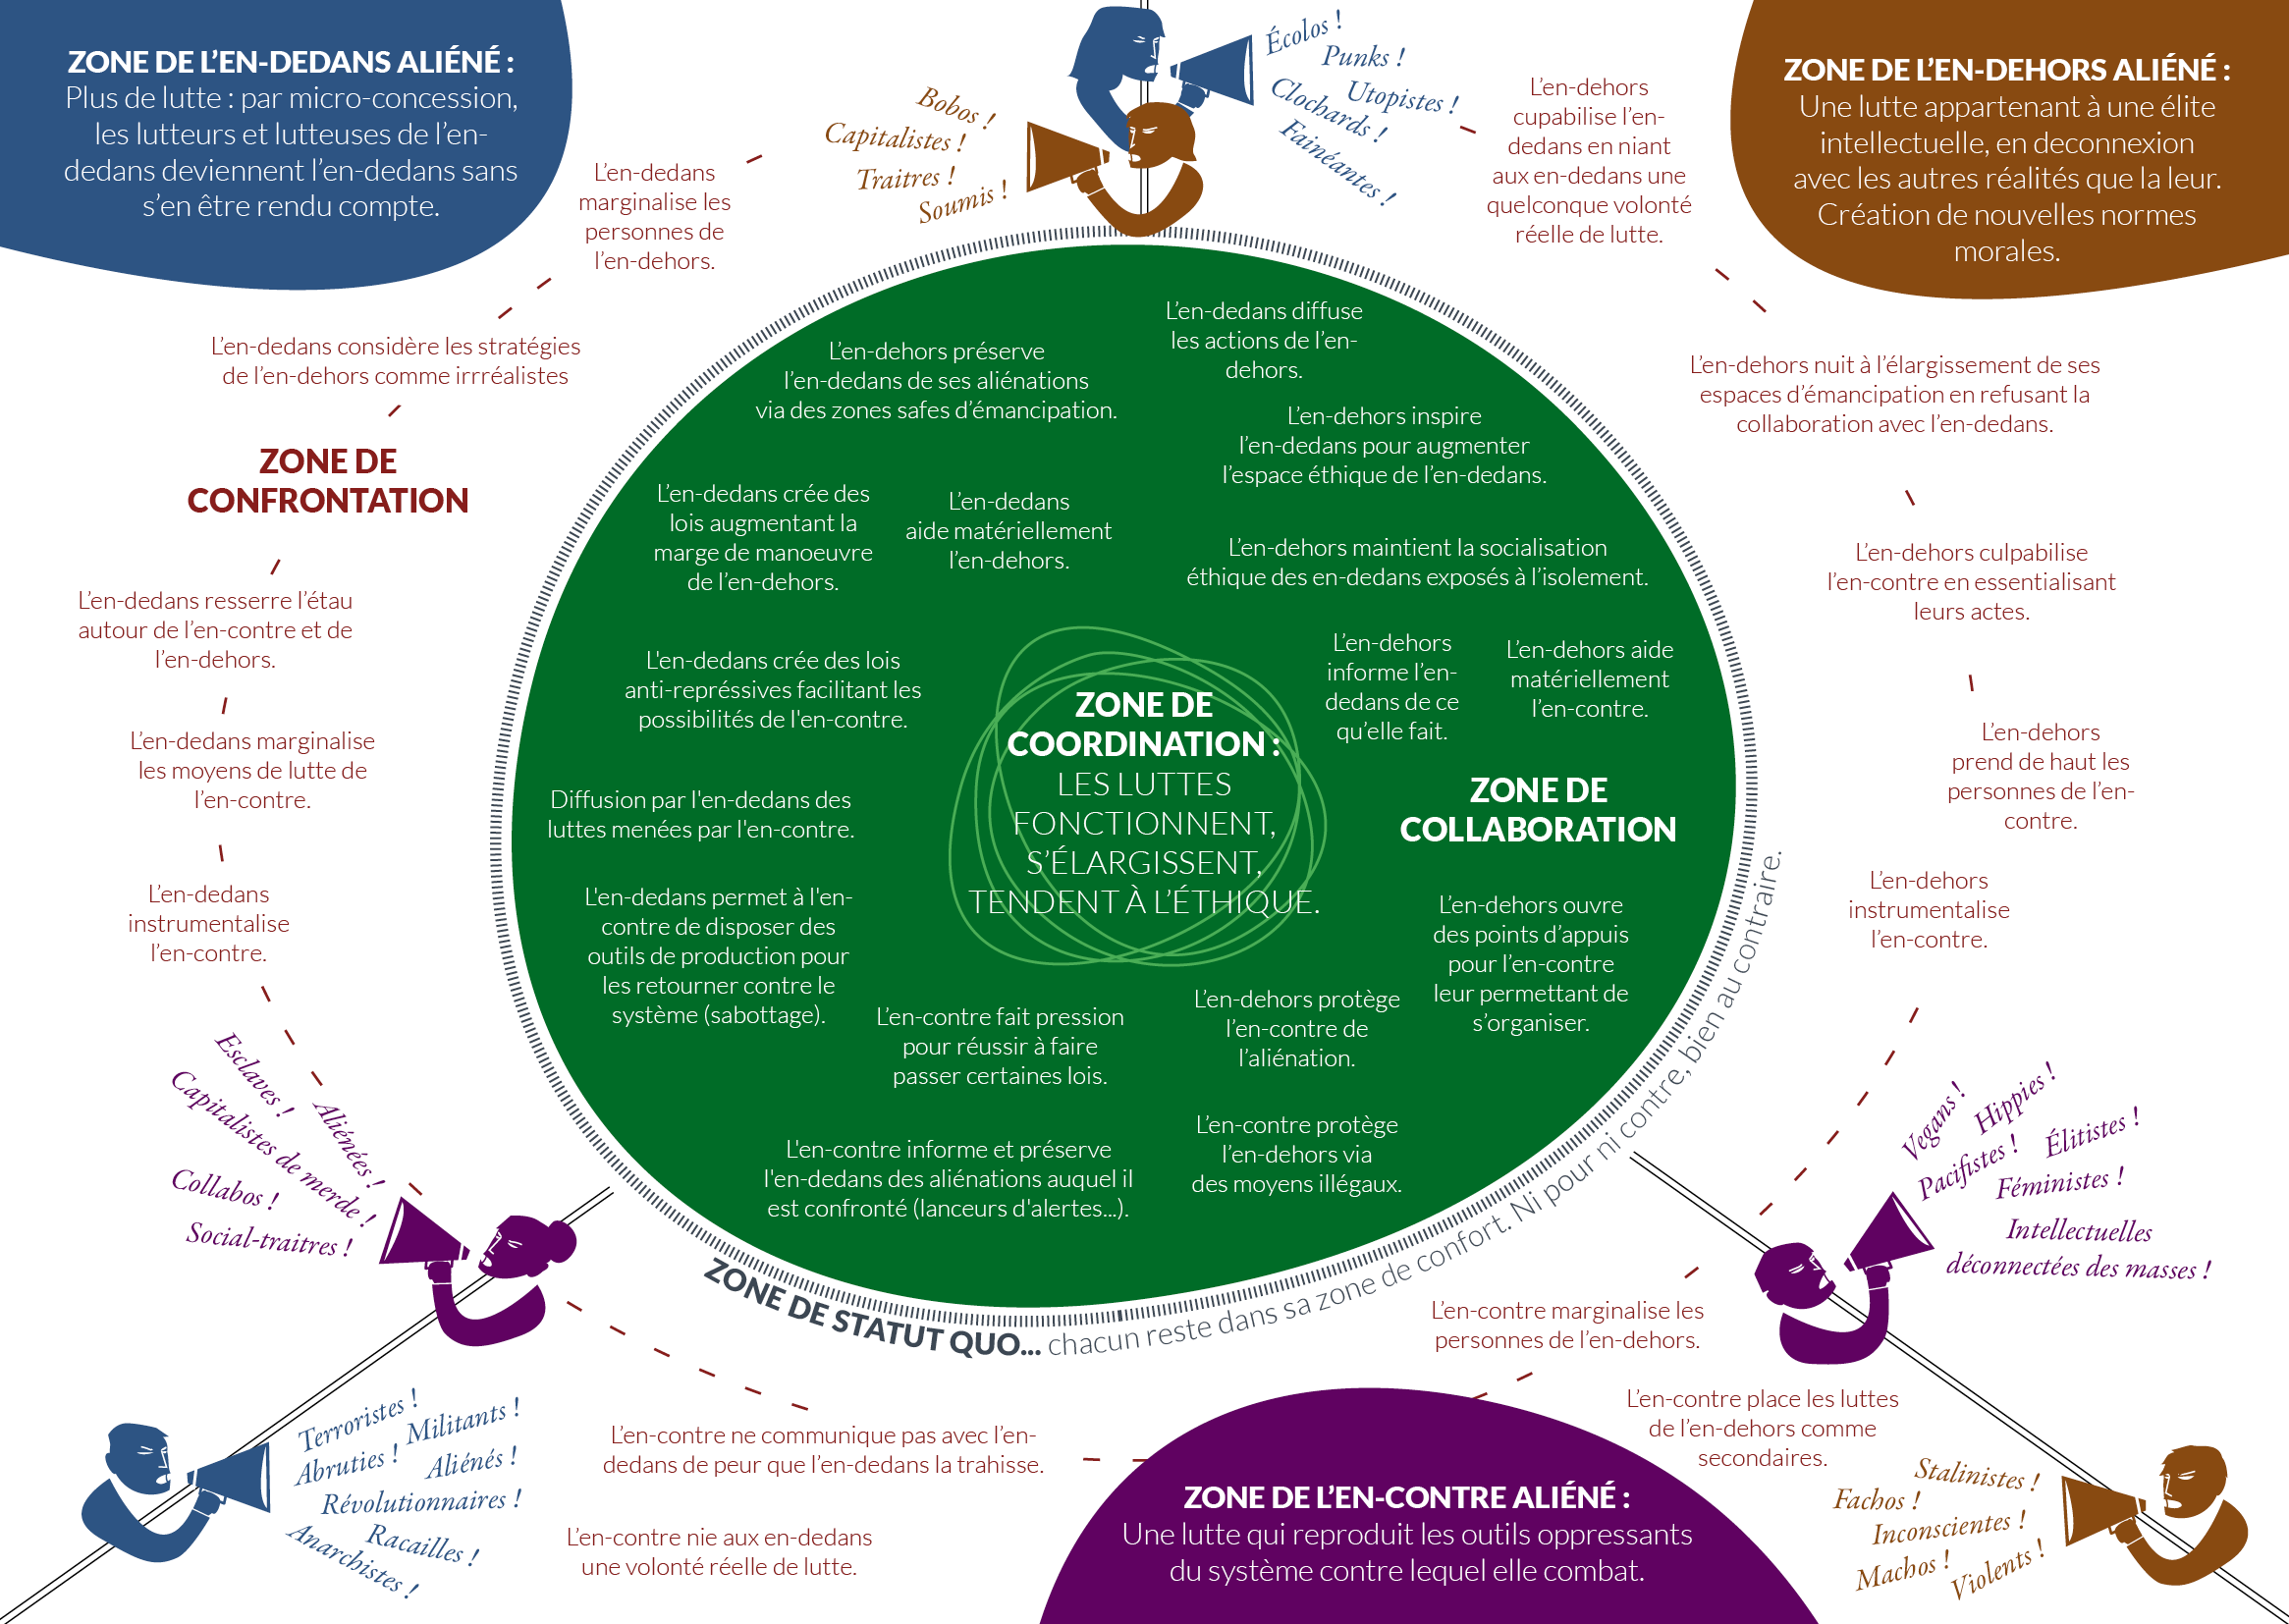 ZONE DE L’EN-DEDANS ALIÉNÉ :
Plus de lutte : par micro-concession,
les lutteurs et lutteuses de l’en-
dedans deviennent l’en-dedans sans
s’en être rendu compte.
Bobos !
Capitalistes !
Traitres !
Soumis !
Écolos !
Punks !
Utopistes !
Clochards !
Fainéantes !
ZONE DE L’EN-DEHORS ALIÉNÉ :
Une lutte appartenant à une élite
intellectuelle, en deconnexion
avec les autres réalités que la leur.
Création de nouvelles normes
morales.
L’en-dedans
marginalise les
personnes de
l’en-dehors.
L’en-dehors
cupabilise l’en-
dedans en niant
aux en-dedans une
quelconque volonté
réelle de lutte.
L’en-dedans considère les stratégies
de l’en-dehors comme irrréalistes
ZONE DE
CONFRONTATION
L’en-dedans resserre l’étau
autour de l’en-contre et de
l’en-dehors.
L’en-dedans marginalise
les moyens de lutte de
l’en-contre.
L’en-dedans
instrumentalise
l’en-contre.
L’en-dehors préserve
l’en-dedans de ses aliénations
via des zones safes d’émancipation.
L’en-dedans diffuse
les actions de l’en-
dehors.
L’en-dehors inspire
l’en-dedans pour augmenter
l’espace éthique de l’en-dedans.
L’en-dedans crée des
lois augmentant la
marge de manoeuvre
de l’en-dehors.
L’en-dedans
aide matériellement
l’en-dehors.
L’en-dehors maintient la socialisation
éthique des en-dedans exposés à l’isolement.
L'en-dedans crée des lois
anti-représsives facilitant les
possibilités de l'en-contre.
L’en-dehors
informe l’en-
dedans de ce
qu’elle fait.
L’en-dehors aide
matériellement
l’en-contre.
ZONE DE
COORDINATION :
LES LUTTES
FONCTIONNENT,
S’ÉLARGISSENT,
TENDENT À L’ÉTHIQUE.
ZONE DE
COLLABORATION
Diffusion par l'en-dedans des
luttes menées par l'en-contre.
L'en-dedans permet à l'en-
contre de disposer des
outils de production pour
les retourner contre le
système (sabottage).
L’en-contre fait pression
pour réussir à faire
passer certaines lois.
L’en-dehors protège
l’en-contre de
l’aliénation.
L’en-dehors ouvre
des points d’appuis
pour l’en-contre
leur permettant de
s’organiser.
L'en-contre informe et préserve
l'en-dedans des aliénations auquel il
est confronté (lanceurs d'alertes...).
L’en-contre protège
l’en-dehors via
des moyens illégaux.
ZONE DE STATUT QUO... chacun reste dans sa zone de confort. Ni pour ni contre, bien au contraire.
L’en-dehors nuit à l’élargissement de ses
espaces d’émancipation en refusant la
collaboration avec l’en-dedans.
L’en-dehors culpabilise
l’en-contre en essentialisant
leurs actes.
L’en-dehors
prend de haut les
personnes de l’en-
contre.
L’en-dehors
instrumentalise
l’en-contre.
Esclaves !
Aliénées !
Capitalistes de merde !
Collabos !
Social-traitres !
Vegans !
Hippies !
Pacifistes !
Élitistes !
Féministes !
Intellectuelles
déconnectées des masses !
Terroristes !
Militants !
Abruties !
Aliénés !
Révolutionnaires !
Racailles !
Anarchistes !
L’en-contre ne communique pas avec l’en-
dedans de peur que l’en-dedans la trahisse.
L’en-contre nie aux en-dedans
une volonté réelle de lutte.
L’en-contre marginalise les
personnes de l’en-dehors.
L’en-contre place les luttes
de l’en-dehors comme
secondaires.
ZONE DE L’EN-CONTRE ALIÉNÉ :
Une lutte qui reproduit les outils oppressants
du système contre lequel elle combat.
Stalinistes !
Fachos !
Inconscientes !
Machos !
Violents !